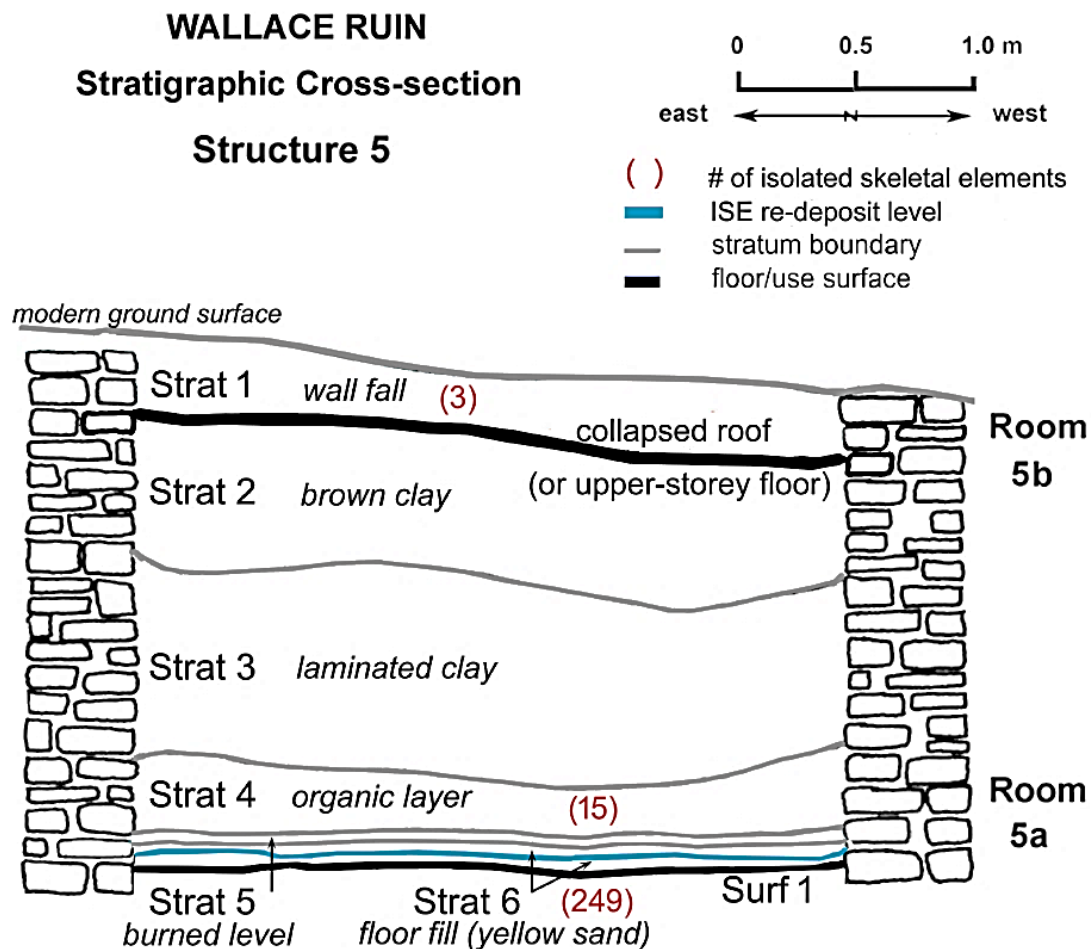 WALLACE RUIN
Stratigraphic Cross-section
Structure 5
0 0.5 1.0 m
east N west
( ) # of isolated skeletal elements
ISE re-deposit level
stratum boundary
floor/use surface
modern ground surface
Strat 1 wall fall (3)
collapsed roof
(or upper-storey floor)
Room
5b
Strat 2 brown clay
Strat 3 laminated clay
Strat 4 organic layer (15)
Room
5a
Strat 5 Strat 6 (249) Surf 1
burned level floor fill (yellow sand)